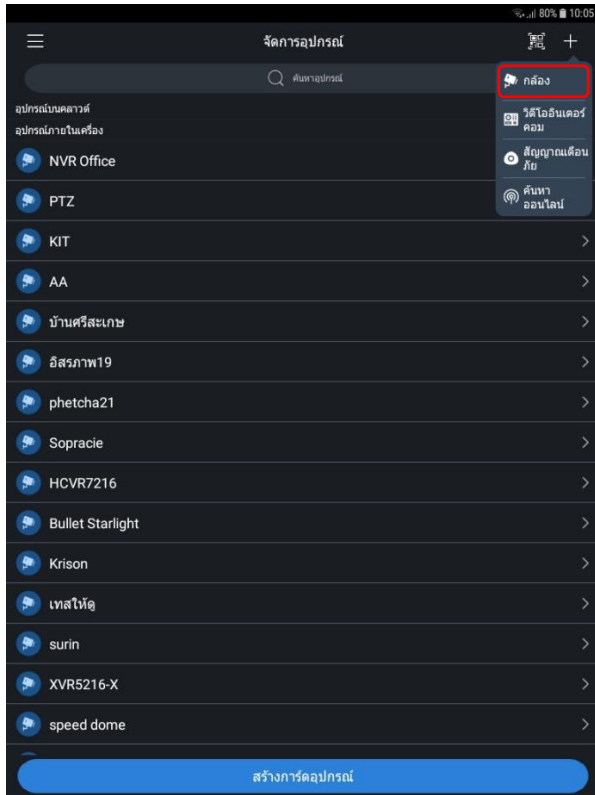 80% 10:05
จัดการอุปกรณ์
ค้นหาอุปกรณ์
กล้อง
อุปกรณ์บนคลาวด์
วิดีโออินเตอร์
คอม
อุปกรณ์ภายในเครื่อง
NVR Office
สัญญาณเตือน
ภัย
PTZ
ค้นหา
ออนไลน์
KIT
AA
บ้านศรีสะเกษ
อิสรภาพ19
phetcha21
Sopracie
HCVR7216
Bullet Starlight
Krison
เทสให้ดู
surin
XVR5216-X
speed dome
สร้างการ์ดอุปกรณ์